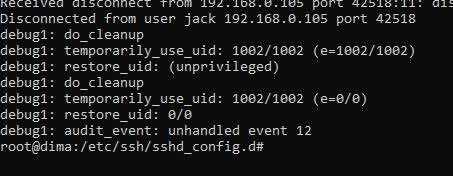 Received disconnect from 192.168.0.105 port 42518:11: dis
Disconnected from user jack 192.168.0.105 port 42518
debug1: do_cleanup
debug1: temporarily_use_uid: 1002/1002 (e=1002/1002)
debug1: restore_uid: (unprivileged)
debug1: do_cleanup
debug1: temporarily_use_uid: 1002/1002 (e=0/0)
debug1: restore_uid: 0/0
debug1: audit_event: unhandled event 12
root@dima:/etc/ssh/sshd_config.d#